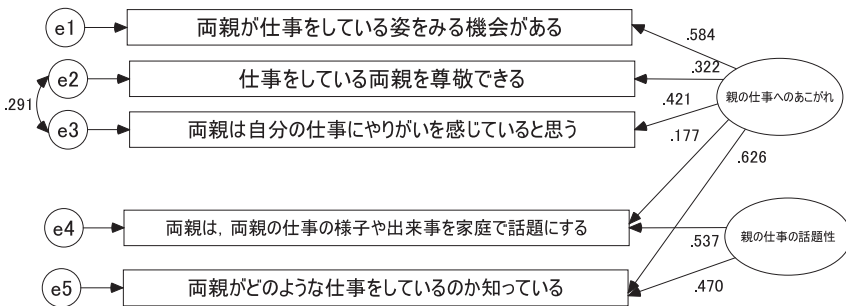 e1
両親が仕事をしている姿をみる機会がある
.584
e2
仕事をしている両親を尊敬できる
.322
親の仕事へのあこがれ
.291
.421
e3
両親は自分の仕事にやりがいを感じていると思う
.177
.626
e4
両親は，両親の仕事の様子や出来事を家庭で話題にする
.537
親の仕事の話題性
e5
両親がどのような仕事をしているのか知っている
.470